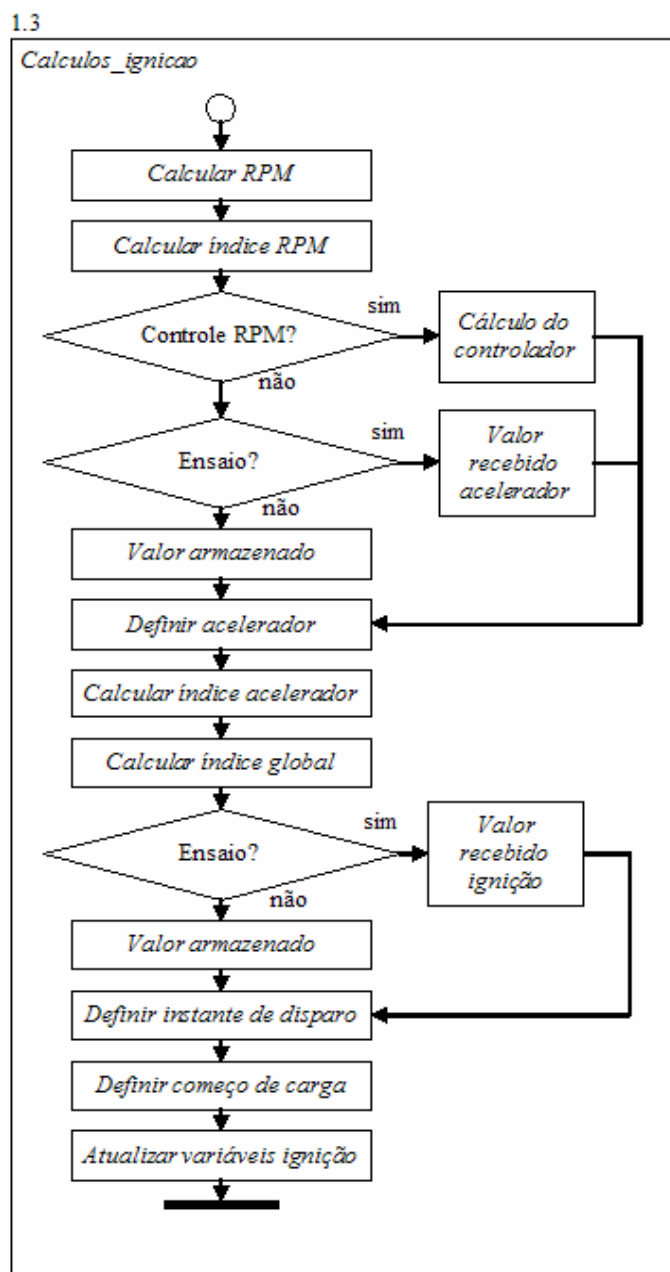 1.3
Calculos_ignicao
Calcular RPM
Calcular índice RPM
sim
Controle RPM?
Cálculo do
controlador
não
sim
Ensaio?
Valor
recebido
acelerador
não
Valor armazenado
Definir acelerador
Calcular índice acelerador
Calcular índice global
sim
Ensaio?
Valor
recebido
ignição
não
Valor armazenado
Definir instante de disparo
Definir começo de carga
Atualizar variáveis ignição